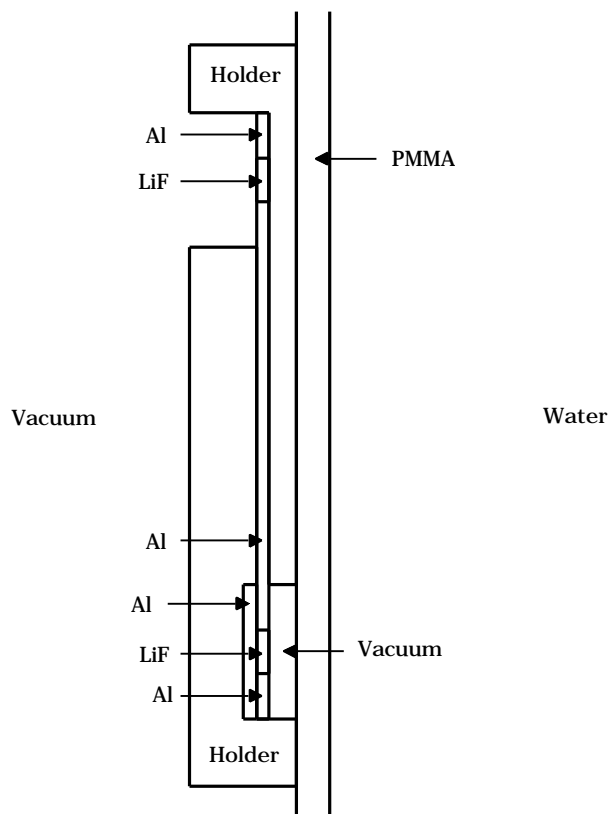 Holder
Al
PMMA
LiF
Vacuum
Water
Al
Al
LiF
Vacuum
Al
Holder